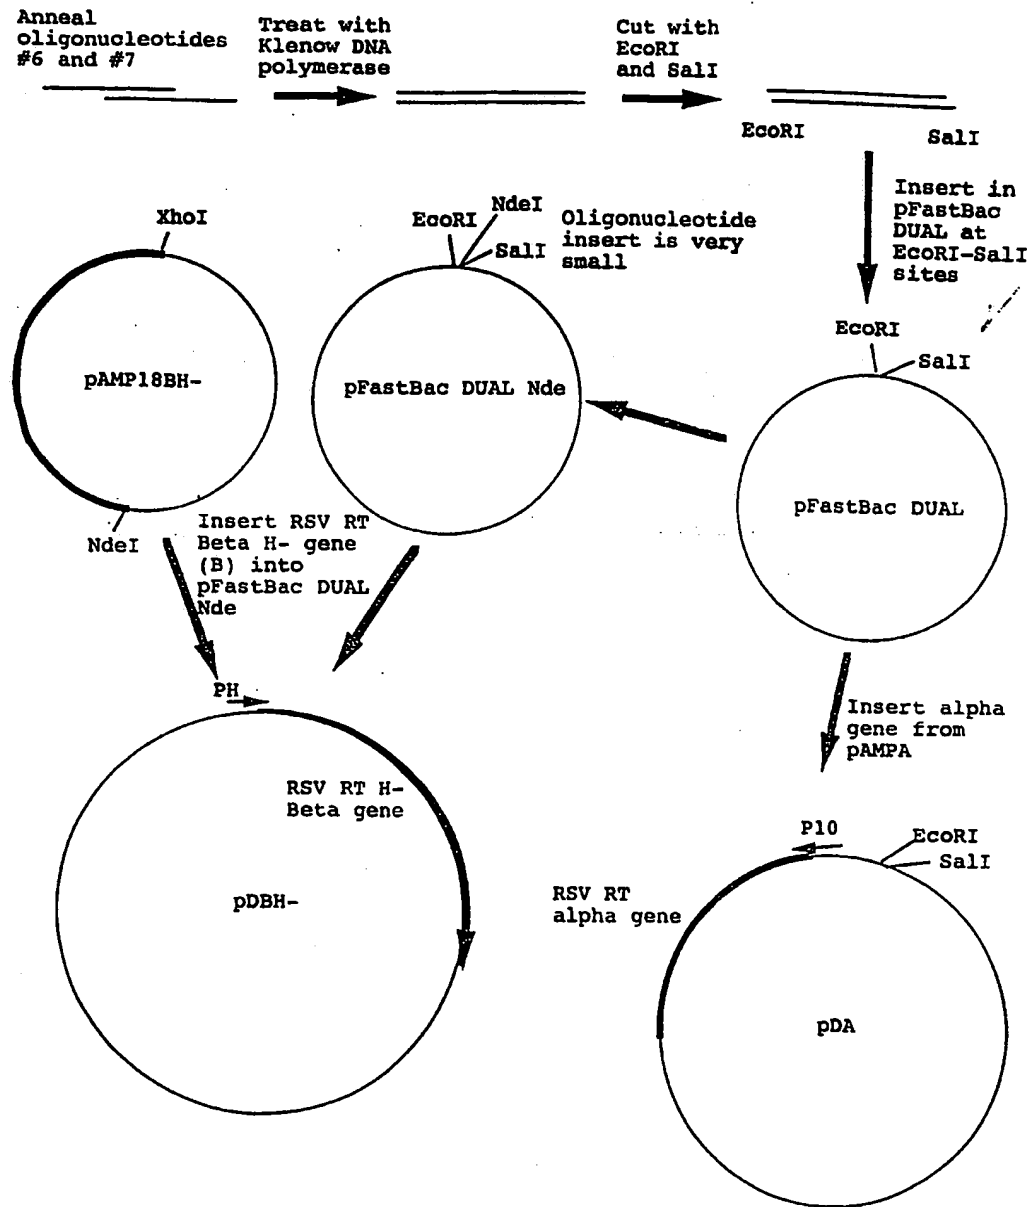 Anneal
oligonucleotides
#6 and #7
Treat with
Klenow DNA
polymerase
Cut with
EcoRI
and SalI
EcoRI
SalI
Insert in
pFastBac
DUAL at
EcoRI-SalI
sites
XhoI
pAMP18BH-
NdeI
EcoRI
NdeI
SalI
Oligonucleotide
insert is very
small
pFastBac DUAL Nde
EcoRI
SalI
pFastBac DUAL
Insert RSV RT
Beta H- gene
(B) into
pFastBac DUAL
Nde
PH
RSV RT H-
Beta gene
pDBH-
Insert alpha
gene from
pAMPA
P10
EcoRI
SalI
RSV RT
alpha gene
pDA